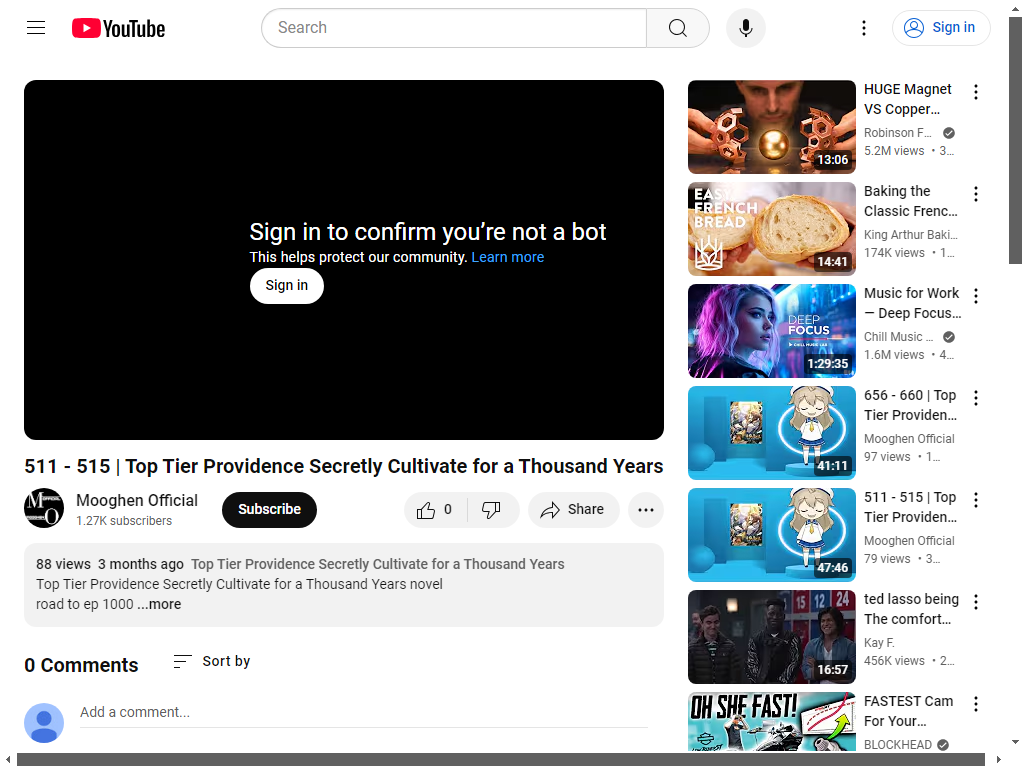 YouTube
Search
Sign in
Sign in to confirm you’re not a bot
This helps protect our community. Learn more
Sign in
511 - 515 | Top Tier Providence Secretly Cultivate for a Thousand Years
Mooghen Official
1.27K subscribers
Subscribe
0
Share
88 views 3 months ago Top Tier Providence Secretly Cultivate for a Thousand Years
Top Tier Providence Secretly Cultivate for a Thousand Years novel
road to ep 1000 ...more
0 Comments
Sort by
Add a comment...
13:06
HUGE Magnet
VS Copper…
Robinson F…
5.2M views • 3…
EASY
FRENCH
BREAD
14:41
Baking the
Classic Frenc…
King Arthur Baki…
174K views • 1…
DEEP
FOCUS
CHILL MUSIC LAB
1:29:35
Music for Work
— Deep Focus…
Chill Music …
1.6M views • 4…
41:11
656 - 660 | Top
Tier Providen…
Mooghen Official
97 views • 1…
47:46
511 - 515 | Top
Tier Providen…
Mooghen Official
79 views • 3…
15 12 24
16:57
ted lasso being
The comfort…
Kay F.
456K views • 2…
OH SHE FAST!
FASTEST Cam
For Your…
BLOCKHEAD